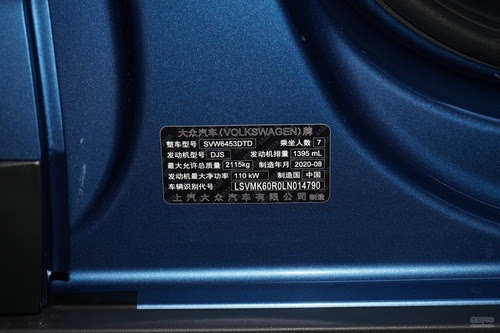 大众汽车(VOLKSWAGEN)牌
整车型号 SVW6453DTD 乘坐人数 7
发动机型号 DJS 发动机排量 1395 mL
最大允许总质量 2115kg 制造年月 2020-08
发动机最大净功率 110 kW 制造国 中国
车辆识别代号 LSVMK60R0LN014790
上汽大众汽车有限公司 制造